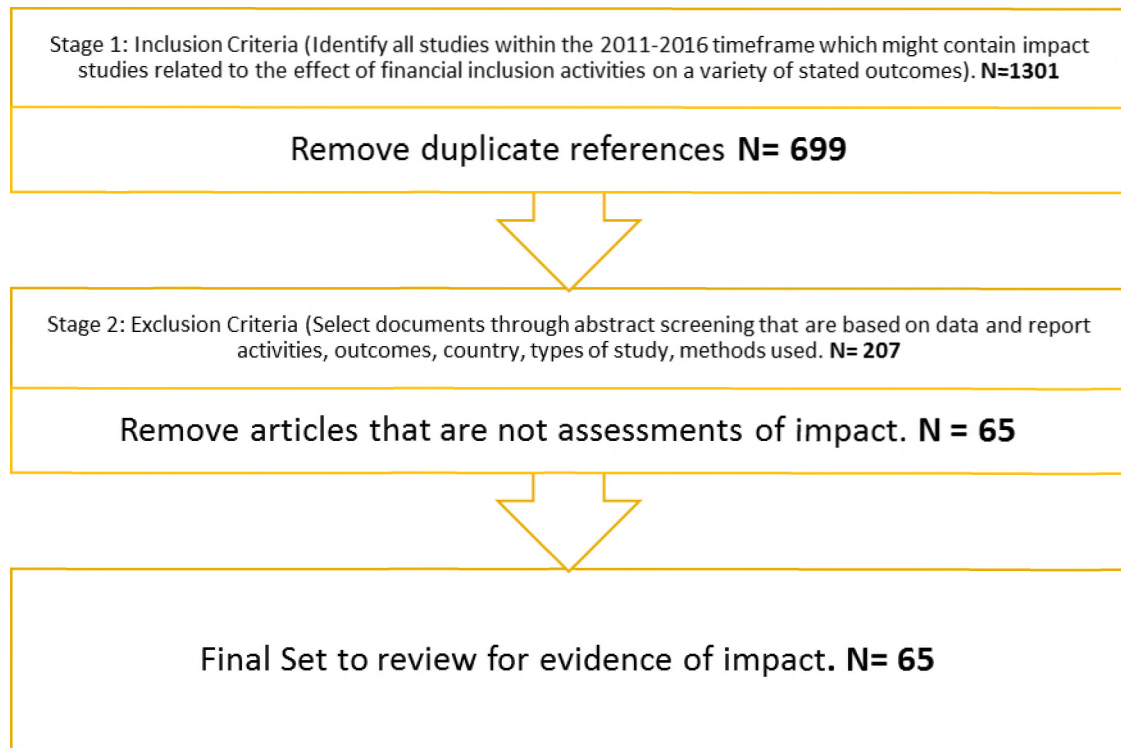 Stage 1: Inclusion Criteria (Identify all studies within the 2011-2016 timeframe which might contain impact
studies related to the effect of financial inclusion activities on a variety of stated outcomes). N=1301
Remove duplicate references N= 699
Stage 2: Exclusion Criteria (Select documents through abstract screening that are based on data and report
activities, outcomes, country, types of study, methods used. N= 207
Remove articles that are not assessments of impact. N = 65
Final Set to review for evidence of impact. N= 65